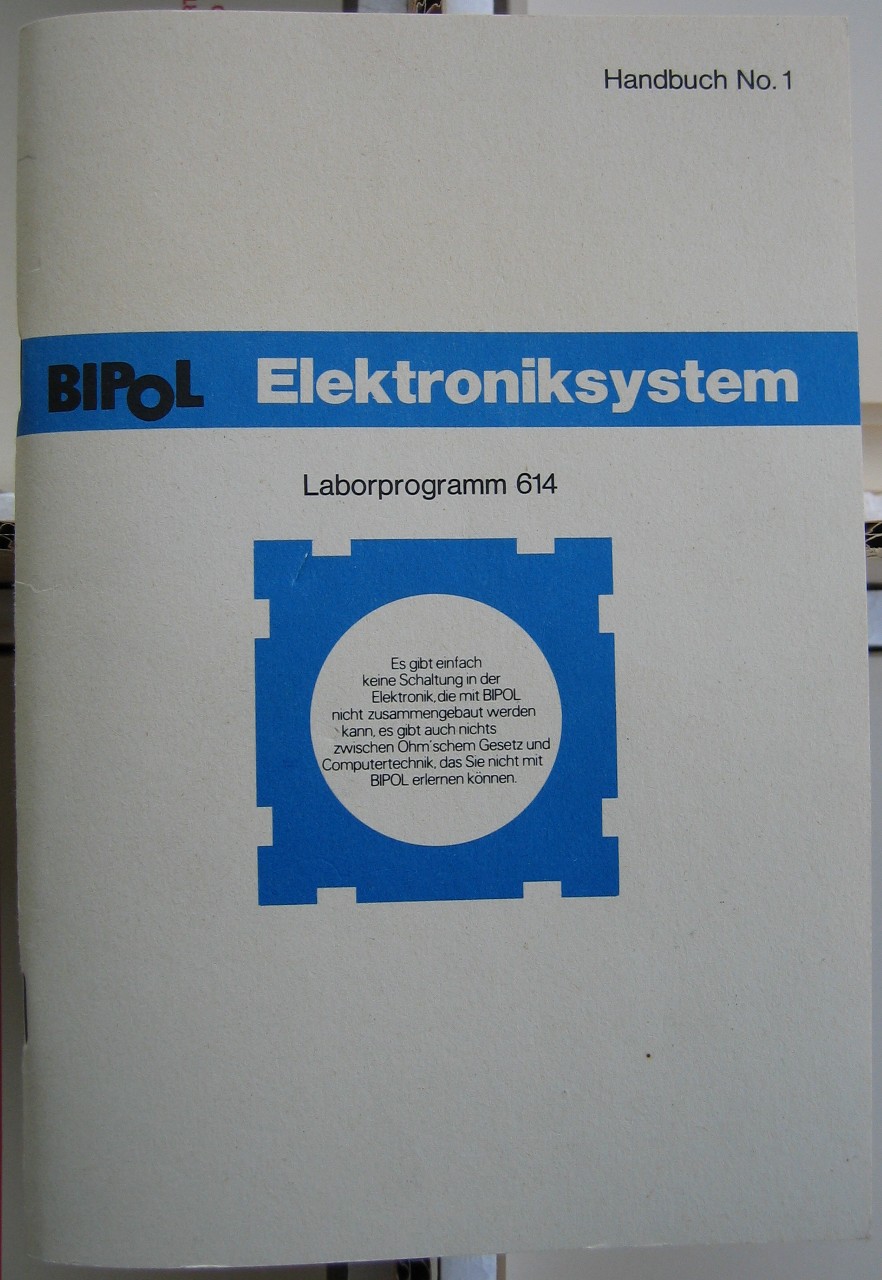 Handbuch No. 1
BIPOL Elektroniksystem
Laborprogramm 614
Es gibt einfach
keine Schaltung in der
Elektronik, die mit BIPOL
nicht zusammengebaut werden
kann, es gibt auch nichts
zwischen Ohm'schem Gesetz und
Computertechnik, das Sie nicht mit
BIPOL erlernen können.